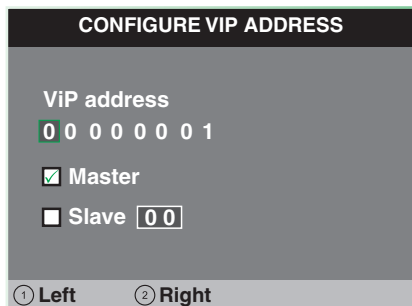 CONFIGURE VIP ADDRESS
ViP address
0 0 0 0 0 0 0 1
Master
Slave 0 0
1 Left 2 Right